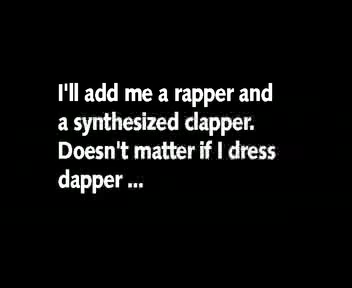 I'll add me a rapper and
a synthesized clapper.
Doesn't matter if I dress
dapper ...